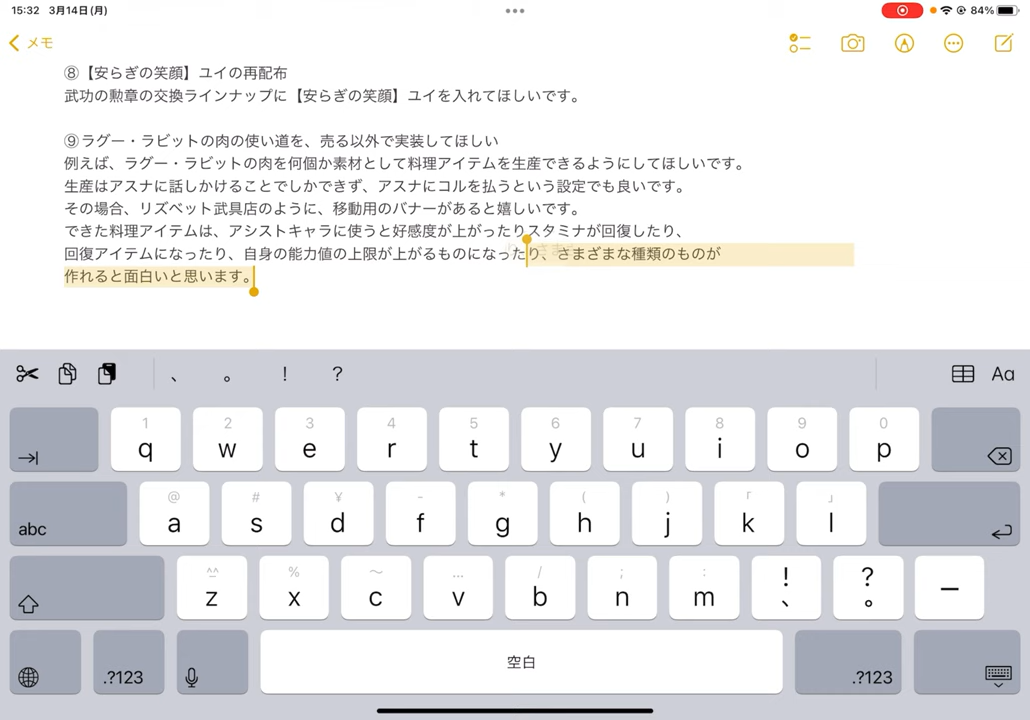 15:32 3月14日(月)
84%
メモ
⑧【安らぎの笑顔】ユイの再配布
武功の勲章の交換ラインナップに【安らぎの笑顔】ユイを入れてほしいです。
⑨ラグー・ラビットの肉の使い道を、売る以外で実装してほしい
例えば、ラグー・ラビットの肉を何個か素材として料理アイテムを生産できるようにしてほしいです。
生産はアスナに話しかけることでしかできず、アスナにコルを払うという設定でも良いです。
その場合、リズベット武具店のように、移動用のバナーがあると嬉しいです。
できた料理アイテムは、アシストキャラに使うと好感度が上がったりスタミナが回復したり、
回復アイテムになったり、自身の能力値の上限が上がるものになったり、さまざまな種類のものが
作れると面白いと思います。
、 。 ! ? Aa
1 2 3 4 5 6 7 8 9 0
q w e r t y u i o p
@ # ¥ - * ( ) 「 」
abc a s d f g h j k l
^^ % 〜 … / ; : ! ?
z x c v b n m 、 。 ー
.?123 空白 .?123